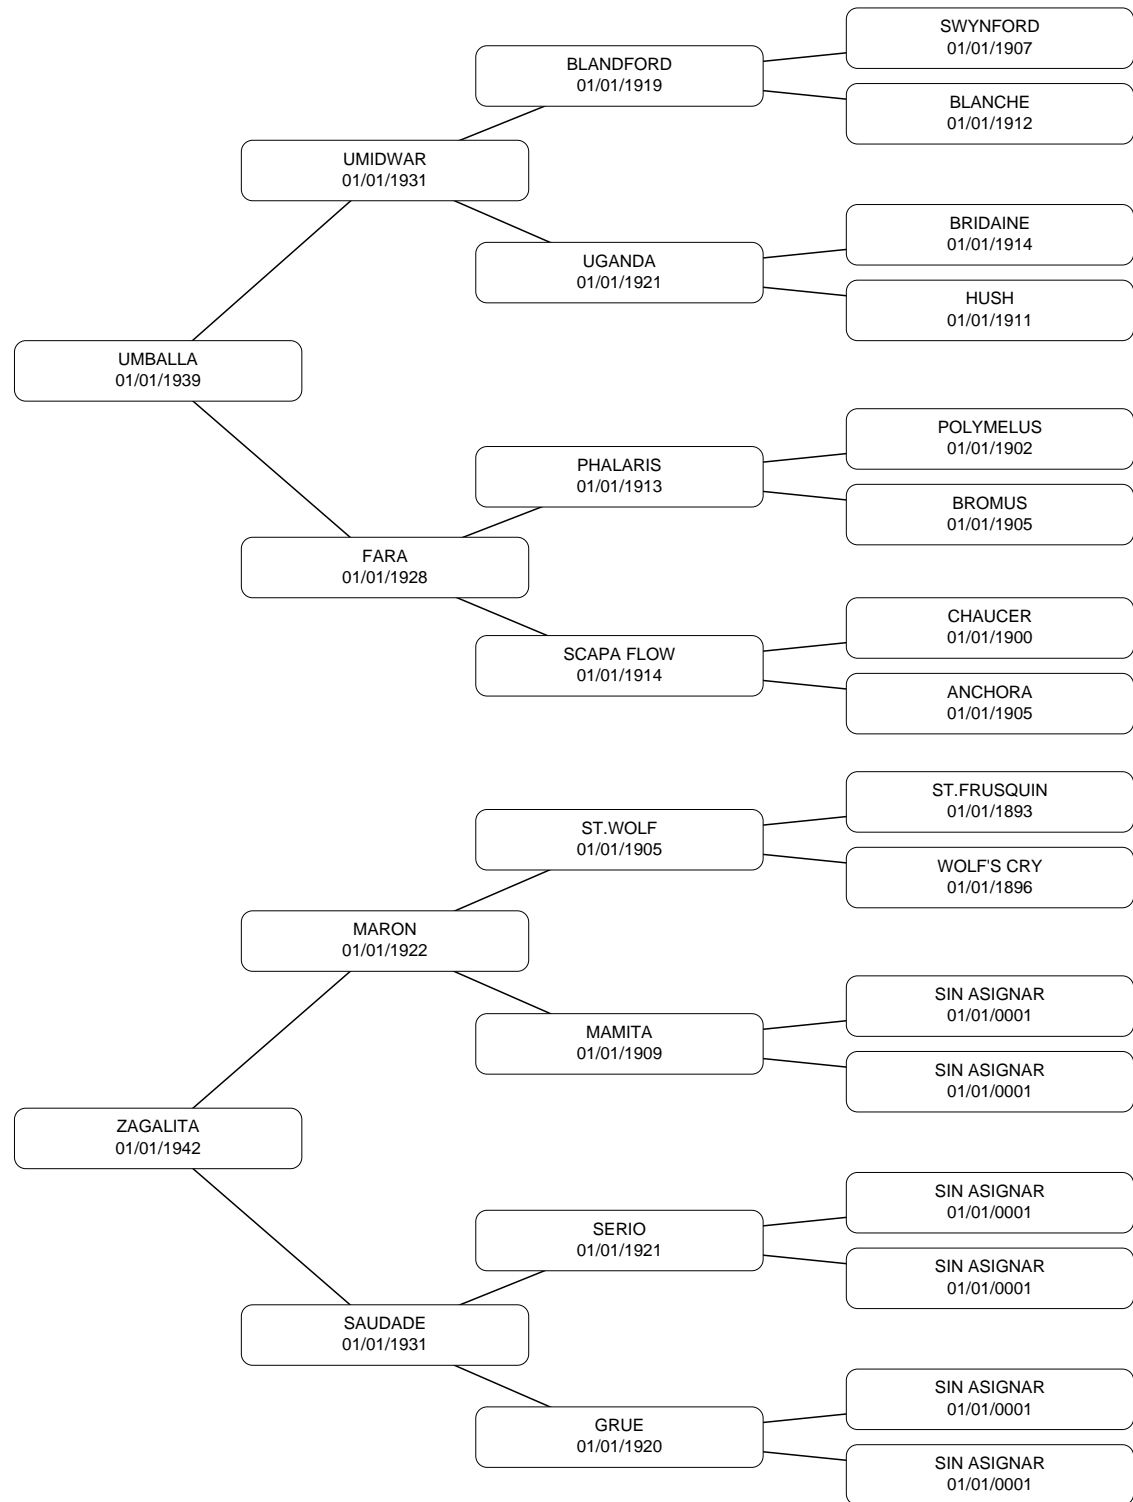 SWYNFORD
01/01/1907
BLANDFORD
01/01/1919
BLANCHE
01/01/1912
UMIDWAR
01/01/1931
BRIDAINE
01/01/1914
UGANDA
01/01/1921
HUSH
01/01/1911
UMBALLA
01/01/1939
POLYMELUS
01/01/1902
PHALARIS
01/01/1913
BROMUS
01/01/1905
FARA
01/01/1928
CHAUCER
01/01/1900
SCAPA FLOW
01/01/1914
ANCHORA
01/01/1905
ST.FRUSQUIN
01/01/1893
ST.WOLF
01/01/1905
WOLF'S CRY
01/01/1896
MARON
01/01/1922
SIN ASIGNAR
01/01/0001
MAMITA
01/01/1909
SIN ASIGNAR
01/01/0001
ZAGALITA
01/01/1942
SIN ASIGNAR
01/01/0001
SERIO
01/01/1921
SIN ASIGNAR
01/01/0001
SAUDADE
01/01/1931
SIN ASIGNAR
01/01/0001
GRUE
01/01/1920
SIN ASIGNAR
01/01/0001